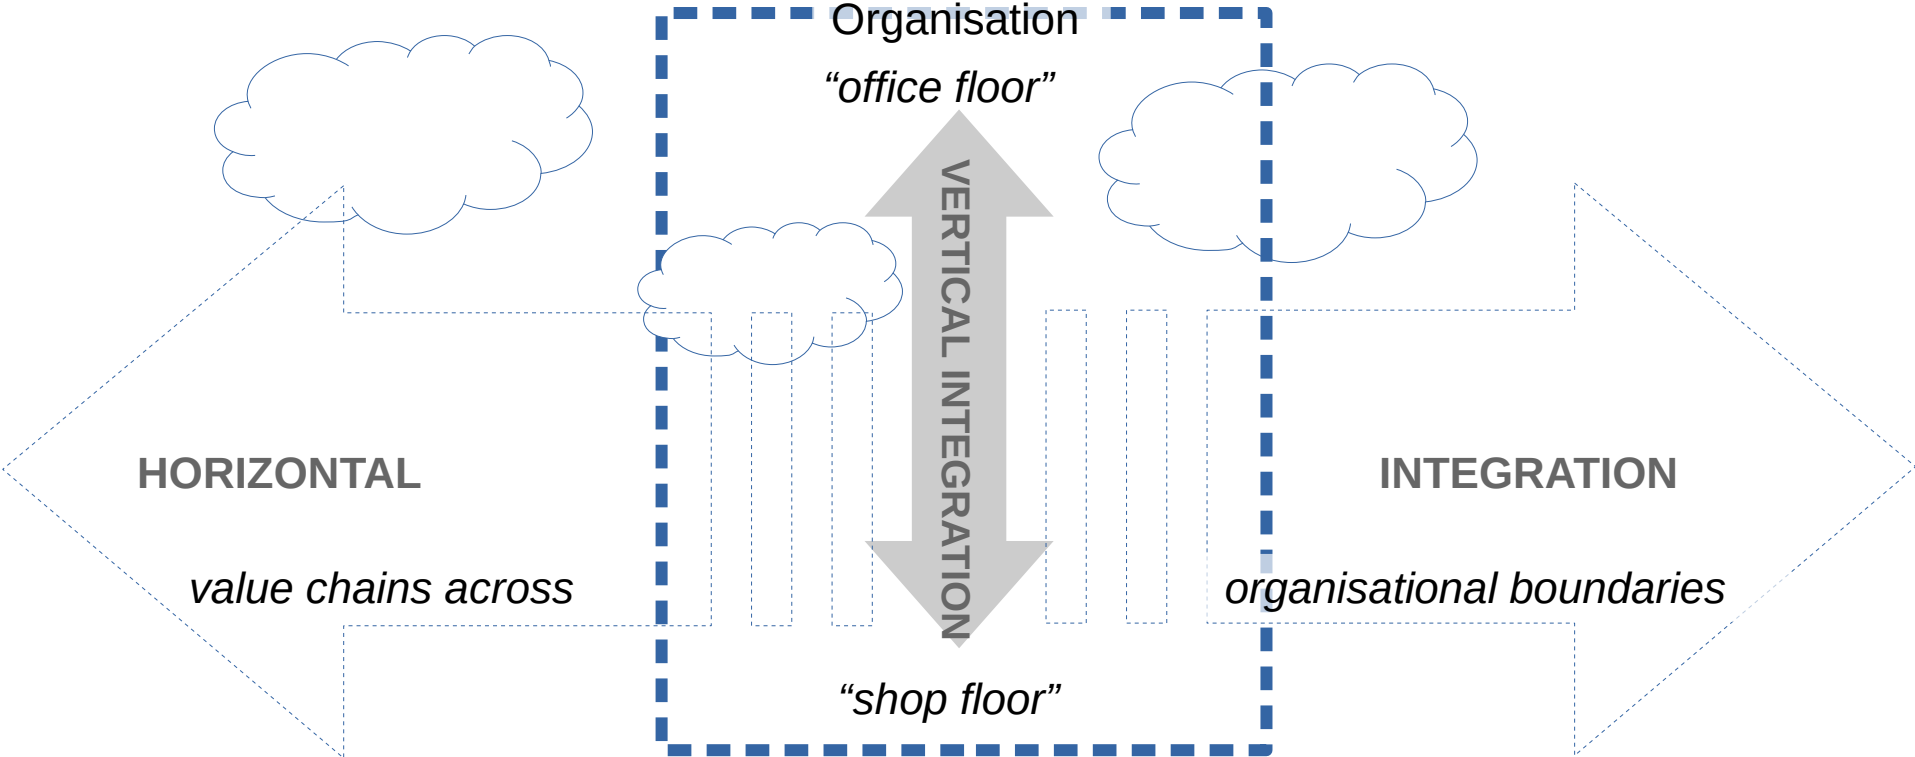 Organisation
“office floor”
VERTICAL INTEGRATION
HORIZONTAL
INTEGRATION
value chains across
organisational boundaries
“shop floor”